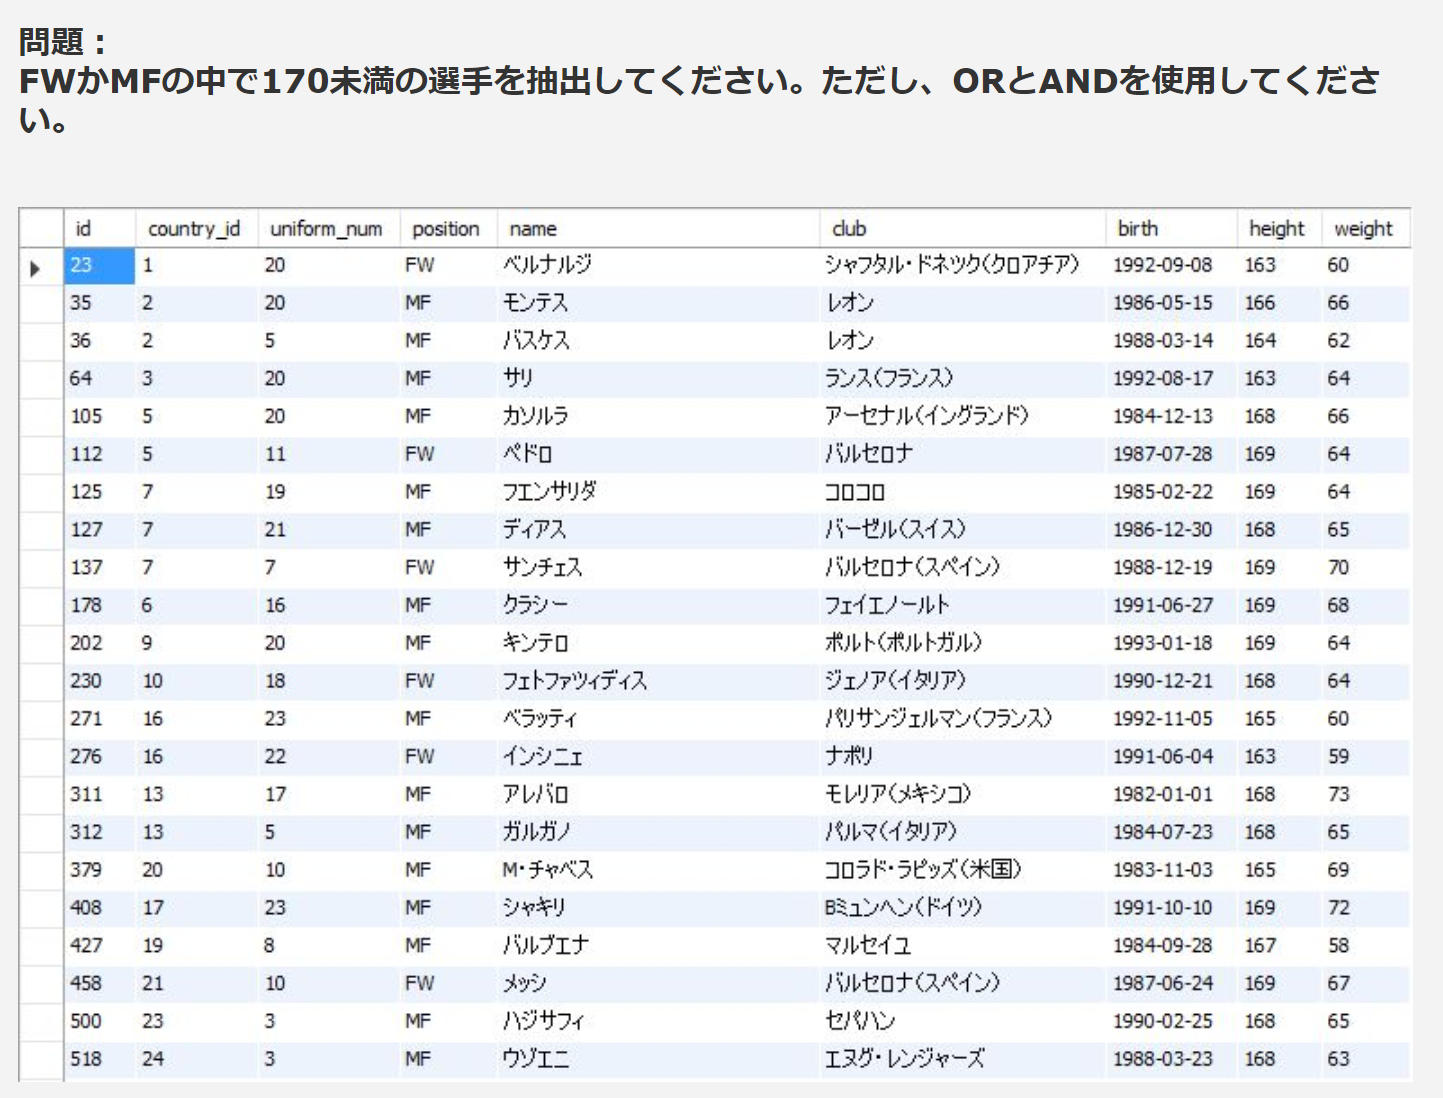 問題：
FWかMFの中で170未満の選手を抽出してください。ただし、ORとANDを使用してくださ
い。
id country_id uniform_num position name club birth height weight
23 1 20 FW ベルナルジ シャフタル・ドネツク(クロアチア) 1992-09-08 163 60
35 2 20 MF モンテス レオン 1986-05-15 166 66
36 2 5 MF バスケス レオン 1988-03-14 164 62
64 3 20 MF サリ ランス(フランス) 1992-08-17 163 64
105 5 20 MF カソルラ アーセナル(イングランド) 1984-12-13 168 66
112 5 11 FW ペドロ バルセロナ 1987-07-28 169 64
125 7 19 MF フエンサリダ コロコロ 1985-02-22 169 64
127 7 21 MF ディアス バーゼル(スイス) 1986-12-30 168 65
137 7 7 FW サンチェス バルセロナ(スペイン) 1988-12-19 169 70
178 6 16 MF クラシー フェイエノールト 1991-06-27 169 68
202 9 20 MF キンテロ ポルト(ポルトガル) 1993-01-18 169 64
230 10 18 FW フェトファツィディス ジェノア(イタリア) 1990-12-21 168 64
271 16 23 MF ベラッティ パリサンジェルマン(フランス) 1992-11-05 165 60
276 16 22 FW インシニェ ナポリ 1991-06-04 163 59
311 13 17 MF アレバロ モレリア(メキシコ) 1982-01-01 168 73
312 13 5 MF ガルガノ パルマ(イタリア) 1984-07-23 168 65
379 20 10 MF M・チャベス コロラド・ラピッズ(米国) 1983-11-03 165 69
408 17 23 MF シャキリ Bミュンヘン(ドイツ) 1991-10-10 169 72
427 19 8 MF バルブエナ マルセイユ 1984-09-28 167 58
458 21 10 FW メッシ バルセロナ(スペイン) 1987-06-24 169 67
500 23 3 MF ハジサフィ セパハン 1990-02-25 168 65
518 24 3 MF ウゾエニ エヌグ・レンジャーズ 1988-03-23 168 63